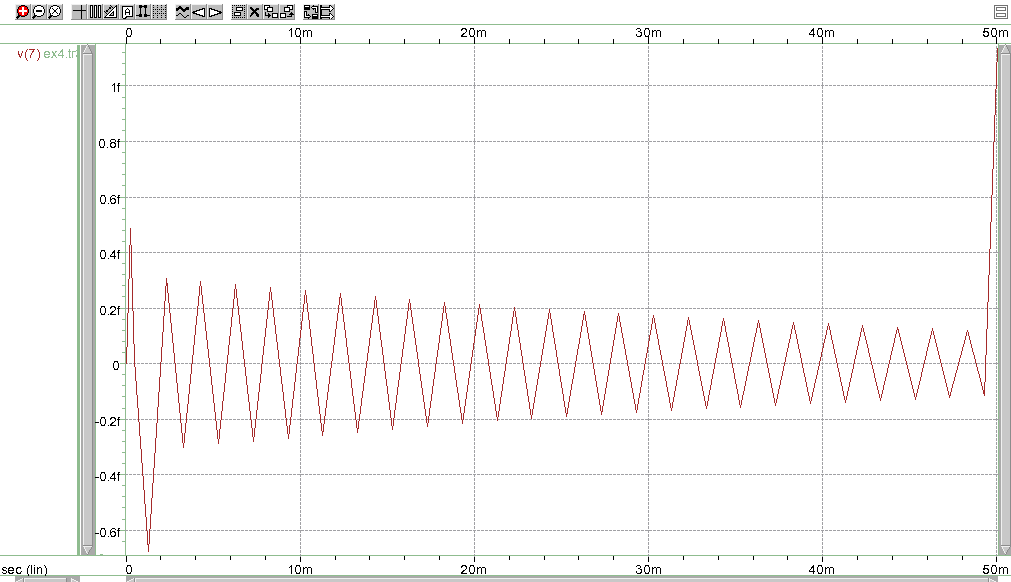 0 10m 20m 30m 40m 50m
v(7) ex4.tr
1f
0.8f
0.6f
0.4f
0.2f
0
-0.2f
-0.4f
-0.6f
sec (lin) 0 10m 20m 30m 40m 50m